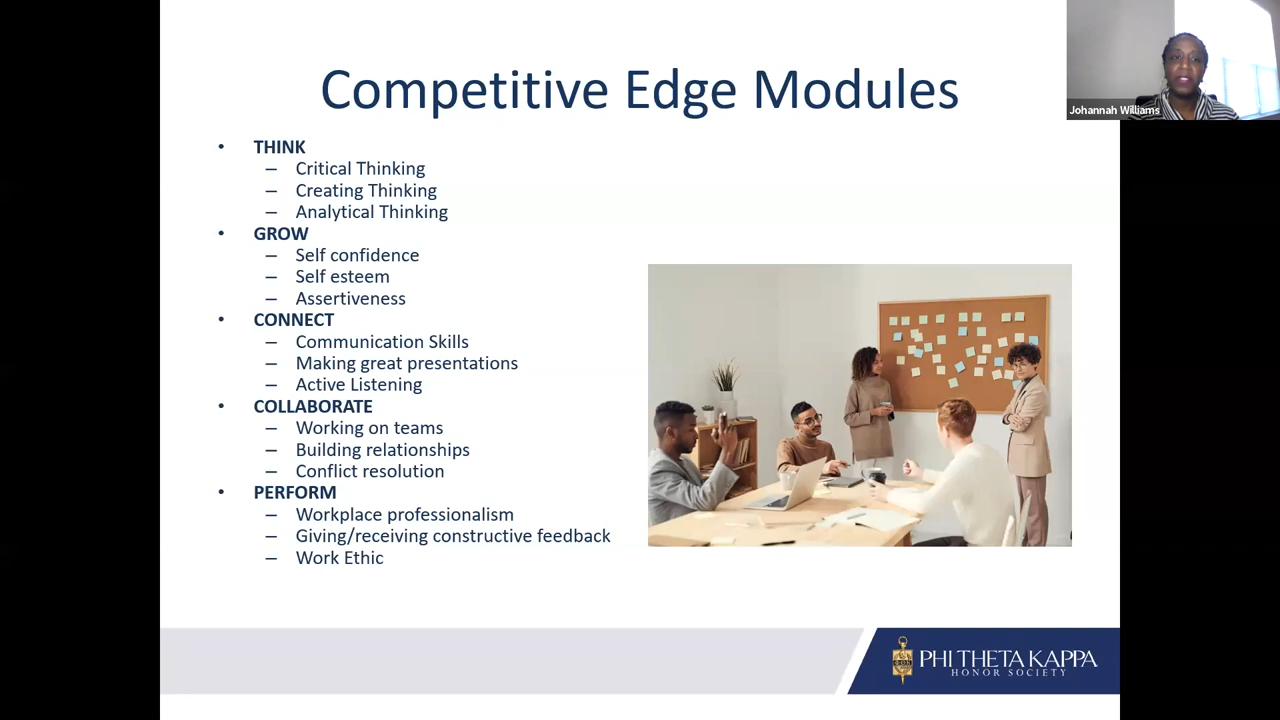 Competitive Edge Modules
Johannah Williams
• THINK
– Critical Thinking
– Creating Thinking
– Analytical Thinking
• GROW
– Self confidence
– Self esteem
– Assertiveness
• CONNECT
– Communication Skills
– Making great presentations
– Active Listening
• COLLABORATE
– Working on teams
– Building relationships
– Conflict resolution
• PERFORM
– Workplace professionalism
– Giving/receiving constructive feedback
– Work Ethic
PHI THETA KAPPA
HONOR SOCIETY